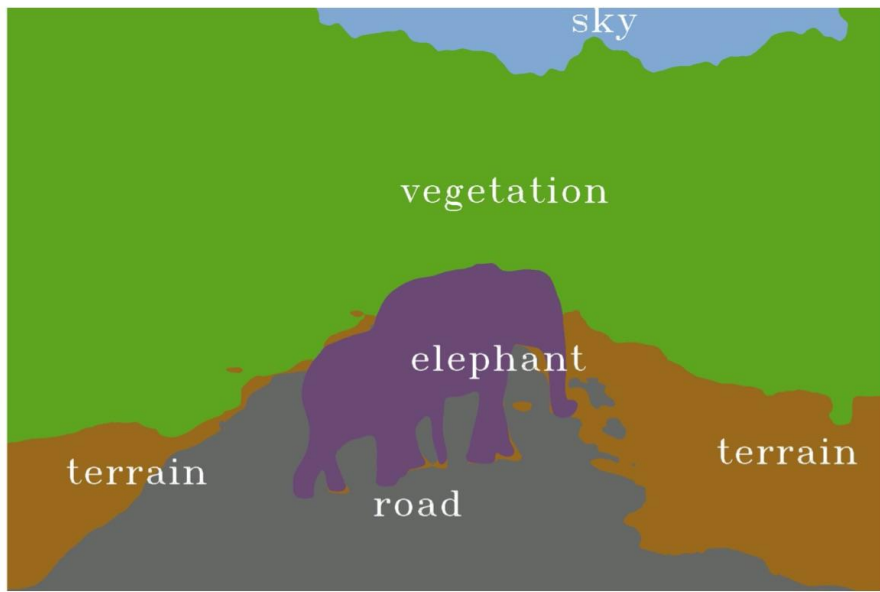 sky
vegetation
elephant
terrain
terrain
road